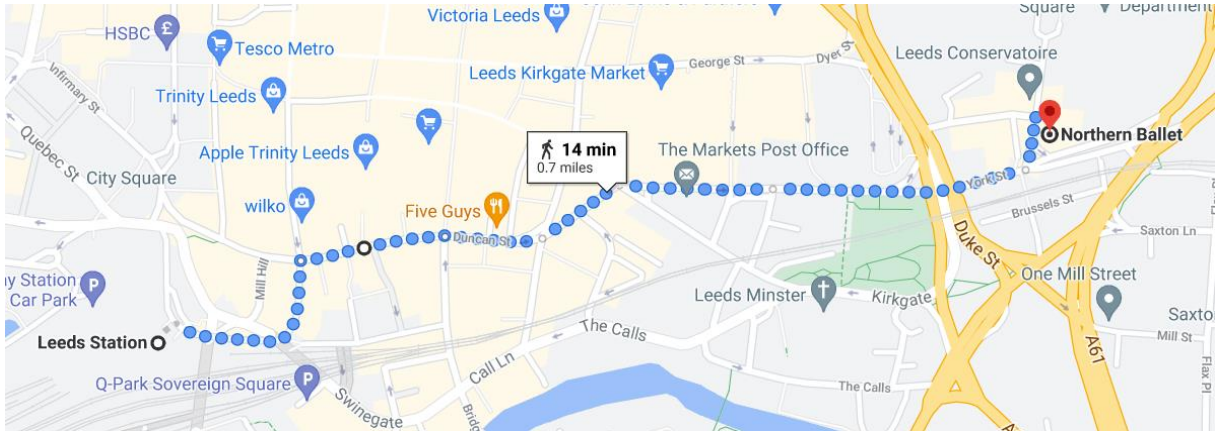 Square
Department
Victoria Leeds
HSBC
Tesco Metro
Dyer St
Leeds Conservatoire
George St
Leeds Kirkgate Market
Infirmary St
Trinity Leeds
Quebec St
Northern Ballet
14 min
0.7 miles
Apple Trinity Leeds
The Markets Post Office
City Square
York St
wilko
Five Guys
Brussels St
Duncan St
Saxton Ln
Duke St
Mill Hill
ay Station
Car Park
One Mill Street
Leeds Minster
Kirkgate
Saxto
The Calls
Leeds Station
Mill St
A61
Call Ln
Q-Park Sovereign Square
The Calls
Flax Pl
Swinegate
Bridg
A